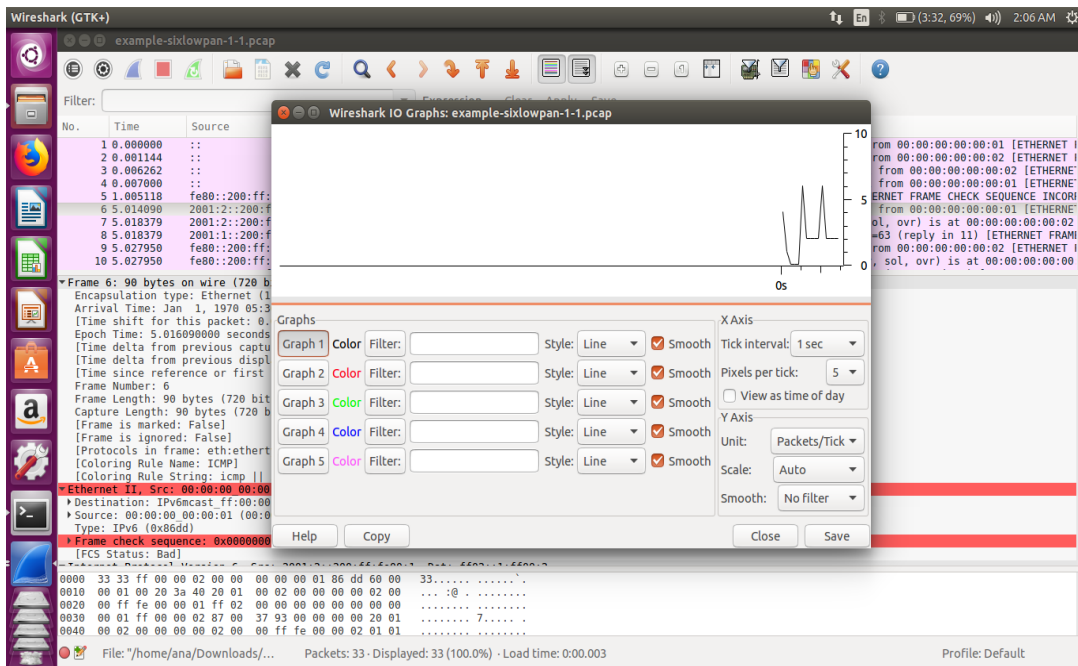 Wireshark (GTK+) En (3:32, 69%) 2:06 AM
example-sixlowpan-1-1.pcap
Filter:
No. Time Source
1 0.000000 ::
2 0.001144 ::
3 0.006262 ::
4 0.007000 ::
5 1.005118 fe80::200:ff:
6 5.014090 2001:2::200:f
7 5.018379 2001:2::200:f
8 5.018379 2001:1::200:f
9 5.027950 fe80::200:ff:
10 5.027950 fe80::200:ff:
rom 00:00:00:00:00:01 [ETHERNET
rom 00:00:00:00:00:02 [ETHERNET
from 00:00:00:00:00:02 [ETHERNE
from 00:00:00:00:00:01 [ETHERNE
ERNET FRAME CHECK SEQUENCE INCOR
from 00:00:00:00:00:01 [ETHERNE
ol, ovr) is at 00:00:00:00:00:02
=63 (reply in 11) [ETHERNET FRAM
rom 00:00:00:00:00:02 [ETHERNET
, sol, ovr) is at 00:00:00:00:00
Wireshark IO Graphs: example-sixlowpan-1-1.pcap
10
5
0
0s
Graphs
Graph 1 Color Filter: Style: Line Smooth
Graph 2 Color Filter: Style: Line Smooth
Graph 3 Color Filter: Style: Line Smooth
Graph 4 Color Filter: Style: Line Smooth
Graph 5 Color Filter: Style: Line Smooth
X Axis
Tick interval: 1 sec
Pixels per tick: 5
View as time of day
Y Axis
Unit: Packets/Tick
Scale: Auto
Smooth: No filter
Help Copy Close Save
Frame 6: 90 bytes on wire (720 b
Encapsulation type: Ethernet (1
Arrival Time: Jan 1, 1970 05:3
[Time shift for this packet: 0.
Epoch Time: 5.016090000 seconds
[Time delta from previous captu
[Time delta from previous displ
[Time since reference or first
Frame Number: 6
Frame Length: 90 bytes (720 bit
Capture Length: 90 bytes (720 b
[Frame is marked: False]
[Frame is ignored: False]
[Protocols in frame: eth:ethert
[Coloring Rule Name: ICMP]
[Coloring Rule String: icmp ||
Ethernet II, Src: 00:00:00_00:00
Destination: IPv6mcast_ff:00:00
Source: 00:00:00_00:00:01 (00:0
Type: IPv6 (0x86dd)
Frame check sequence: 0x0000000
[FCS Status: Bad]
0000 33 33 ff 00 00 02 00 00 00 00 00 01 86 dd 60 00 33...... ......`.
0010 00 01 00 20 3a 40 20 01 00 02 00 00 00 00 02 00 ... :@ . ........
0020 00 ff fe 00 00 01 ff 02 00 00 00 00 00 00 00 00 ........ ........
0030 00 01 ff 00 00 02 87 00 37 93 00 00 00 00 20 01 ........ 7..... .
0040 00 02 00 00 00 00 02 00 00 ff fe 00 00 02 01 01 ........ ........
File: "/home/ana/Downloads/... Packets: 33 · Displayed: 33 (100.0%) · Load time: 0:00.003 Profile: Default